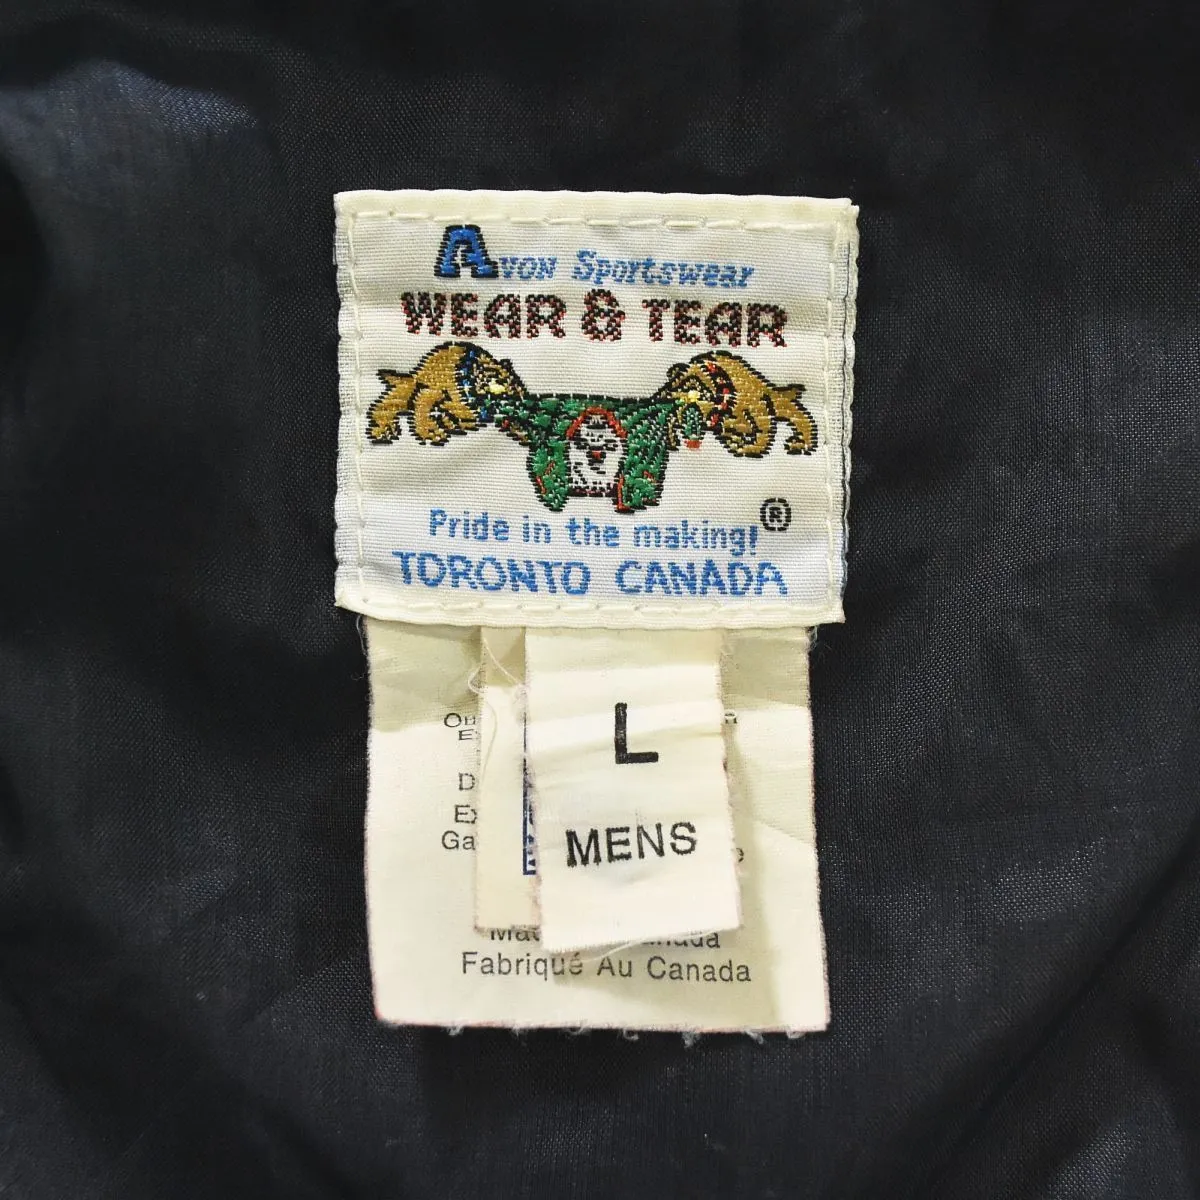 Avon Sportswear
WEAR & TEAR
Pride in the making!®
TORONTO CANADA
L
MENS
Fabriqué Au Canada